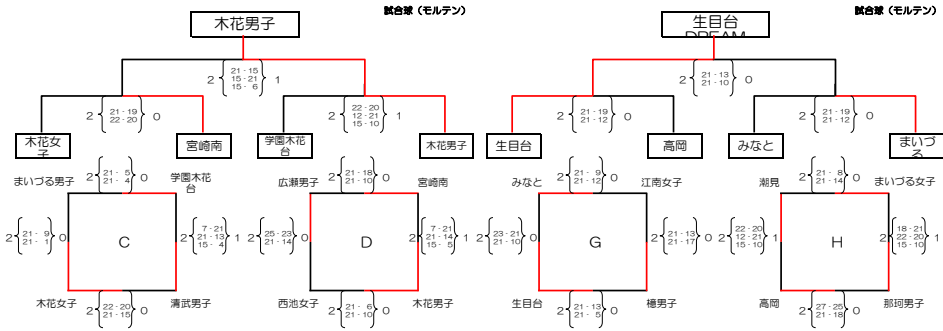 試合球（モルテン）
試合球（モルテン）
木花男子
生目台
DREAM
2 21 - 15 1
15 - 21
15 - 6
2 21 - 13 0
21 - 10
2 21 - 19 0
22 - 20
2 22 - 20 1
12 - 21
15 - 10
2 21 - 19 0
21 - 12
2 21 - 19 0
21 - 12
木花女
子
宮崎南
学園木花
台
木花男子
生目台
高岡
みなと
まいづ
る
まいづる男子
2 21 - 5 0
21 - 4
学園木花
台
広瀬男子
2 21 - 18 0
21 - 10
宮崎南
みなと
2 21 - 9 0
21 - 12
江南女子
潮見
2 21 - 8 0
21 - 14
まいづる女子
2 21 - 9 0
21 - 1
C
2 7 - 21 1
21 - 13
15 - 4
2 25 - 23 0
21 - 14
D
2 7 - 21 1
21 - 14
15 - 5
2 23 - 21 0
21 - 10
G
2 21 - 13 0
21 - 17
2 22 - 20 1
12 - 21
15 - 10
H
2 18 - 21 1
22 - 20
15 - 10
木花女子
2 22 - 20 0
21 - 15
清武男子
西池女子
2 21 - 6 0
21 - 10
木花男子
生目台
2 21 - 13 0
21 - 5
檍男子
高岡
2 27 - 25 0
21 - 18
那珂男子